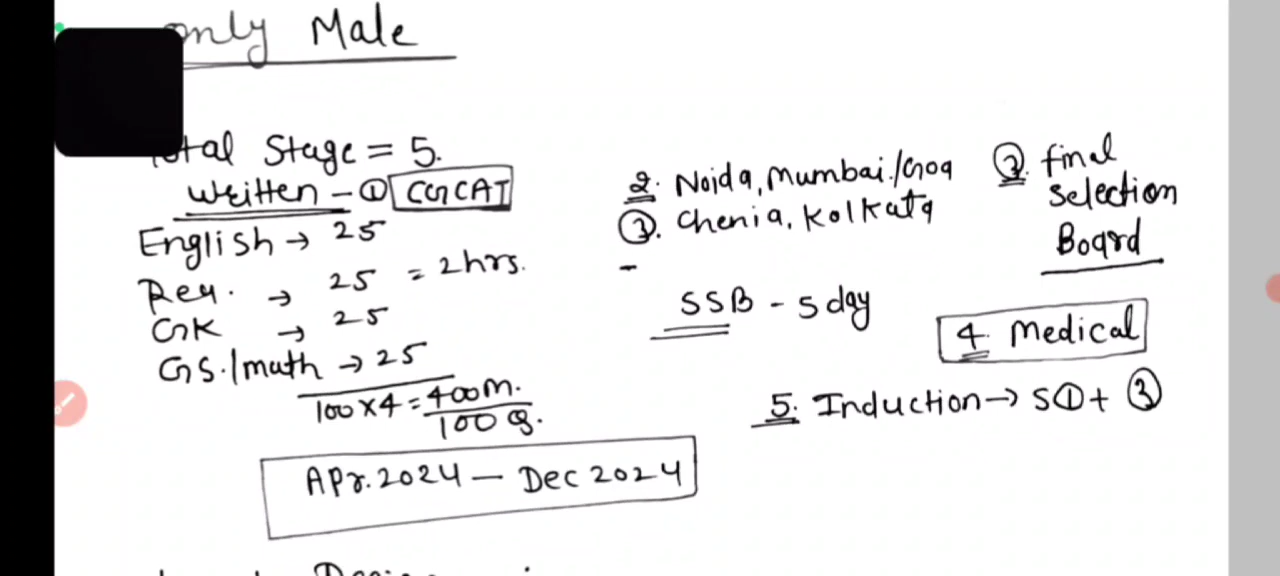 only Male
Total Stage = 5.
Written - ① CGCAT
English → 25
Rea. → 25 = 2hrs.
GK → 25
GS./math → 25
100 x 4 = 400m.
100 Q.
Apr. 2024 — Dec 2024
2. Noida, Mumbai./Goa
③. Chenia, Kolkata
-
SSB - 5 day
③. final
selection
Board
4. Medical
5. Induction → S① + ③